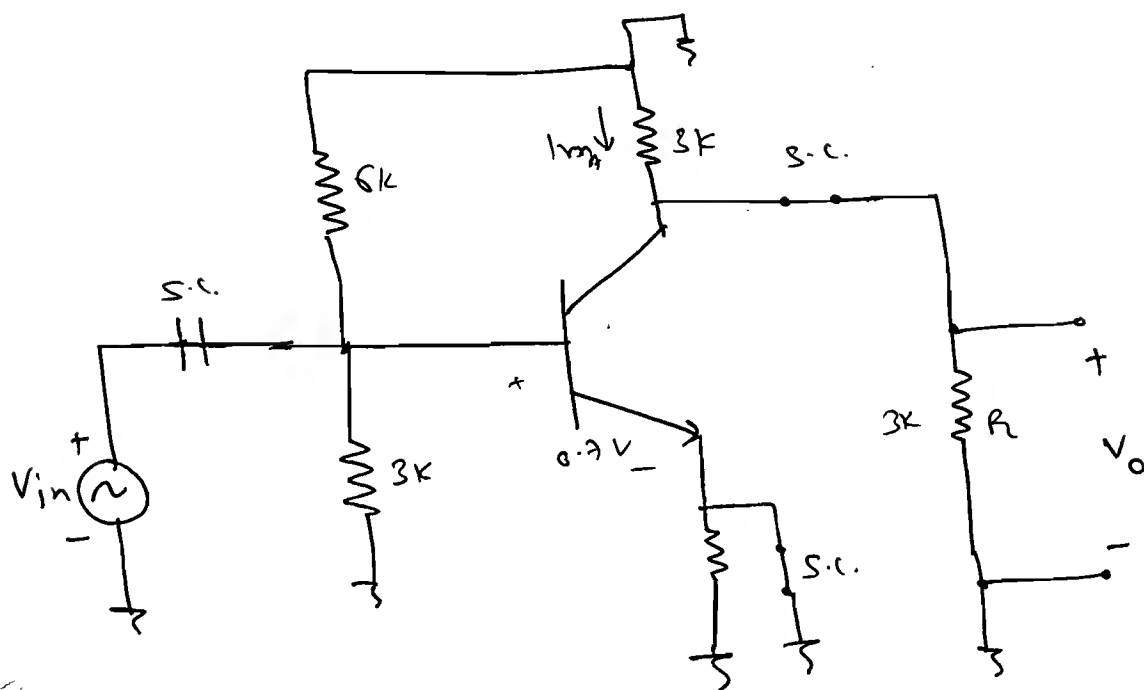 1mA
3K
S.C.
6K
S.C.
+
Vin
-
3K
+
0.7V
-
S.C.
3K
R
+
Vo
-